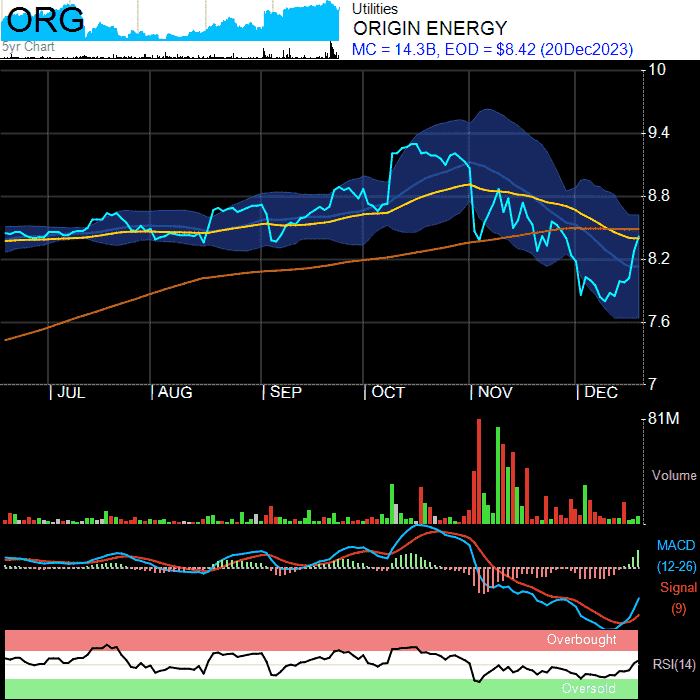 ORG
5yr Chart
Utilities
ORIGIN ENERGY
MC = 14.3B, EOD = $8.42 (20Dec2023)
10
9.4
8.8
8.2
7.6
7
| JUL | AUG | SEP | OCT | NOV | DEC
81M
Volume
MACD
(12-26)
Signal
(9)
Overbought
RSI(14)
Oversold